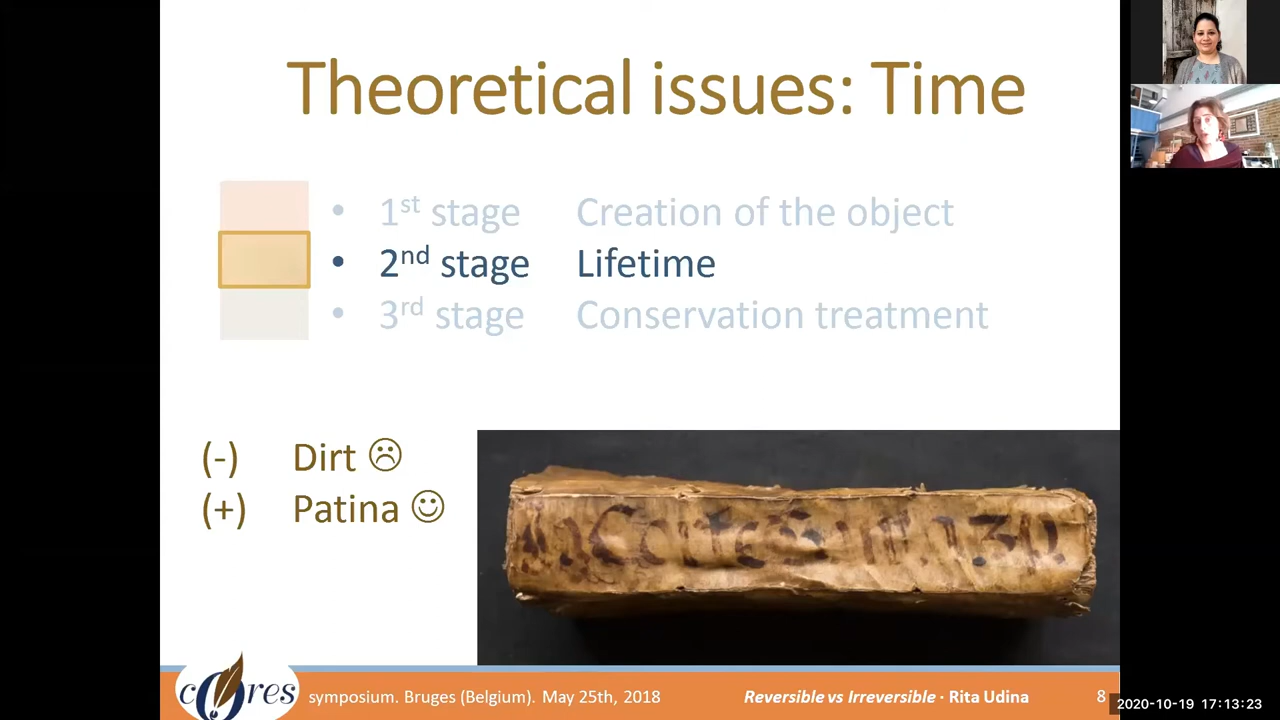 Theoretical issues: Time
• 1st stage Creation of the object
• 2nd stage Lifetime
• 3rd stage Conservation treatment
(-) Dirt ☹
(+) Patina ☺
cOres symposium. Bruges (Belgium). May 25th, 2018 Reversible vs Irreversible · Rita Udina 8
2020-10-19 17:13:23